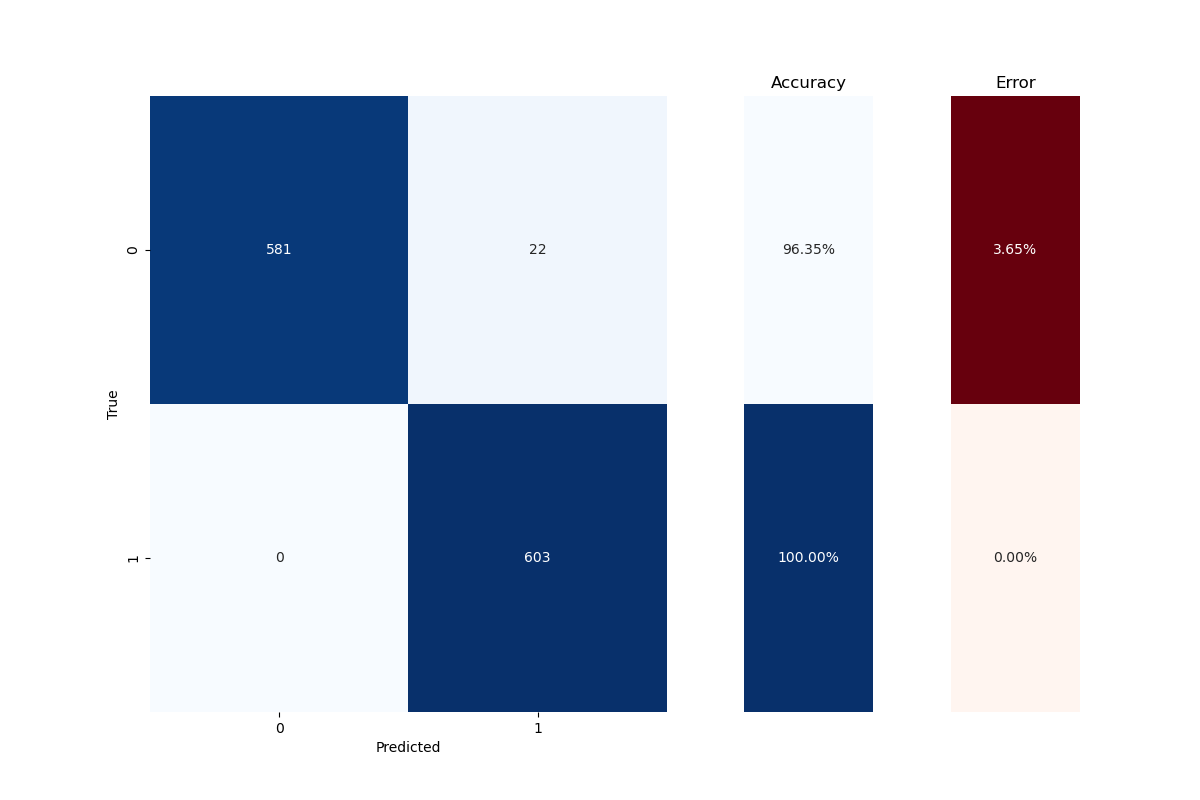 Accuracy Error
0 581 22 96.35% 3.65%
True
1 0 603 100.00% 0.00%
0 1
Predicted